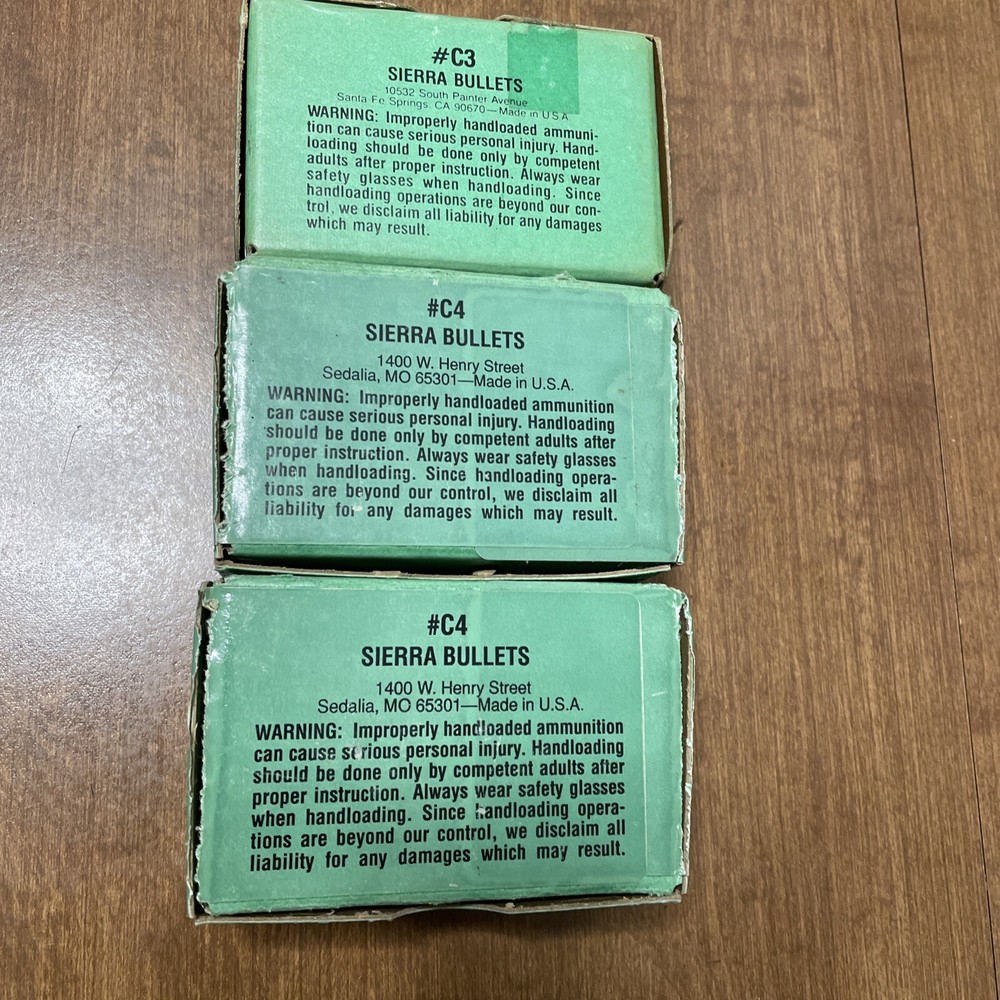 #C3
SIERRA BULLETS
10532 South Painter Avenue
Santa Fe Springs, CA 90670—Made in U.S.A.
WARNING: Improperly handloaded ammuni-
tion can cause serious personal injury. Hand-
loading should be done only by competent
adults after proper instruction. Always wear
safety glasses when handloading. Since
handloading operations are beyond our con-
trol, we disclaim all liability for any damages
which may result.
#C4
SIERRA BULLETS
1400 W. Henry Street
Sedalia, MO 65301—Made in U.S.A.
WARNING: Improperly handloaded ammunition
can cause serious personal injury. Handloading
should be done only by competent adults after
proper instruction. Always wear safety glasses
when handloading. Since handloading opera-
tions are beyond our control, we disclaim all
liability for any damages which may result.
#C4
SIERRA BULLETS
1400 W. Henry Street
Sedalia, MO 65301—Made in U.S.A.
WARNING: Improperly handloaded ammunition
can cause serious personal injury. Handloading
should be done only by competent adults after
proper instruction. Always wear safety glasses
when handloading. Since handloading opera-
tions are beyond our control, we disclaim all
liability for any damages which may result.